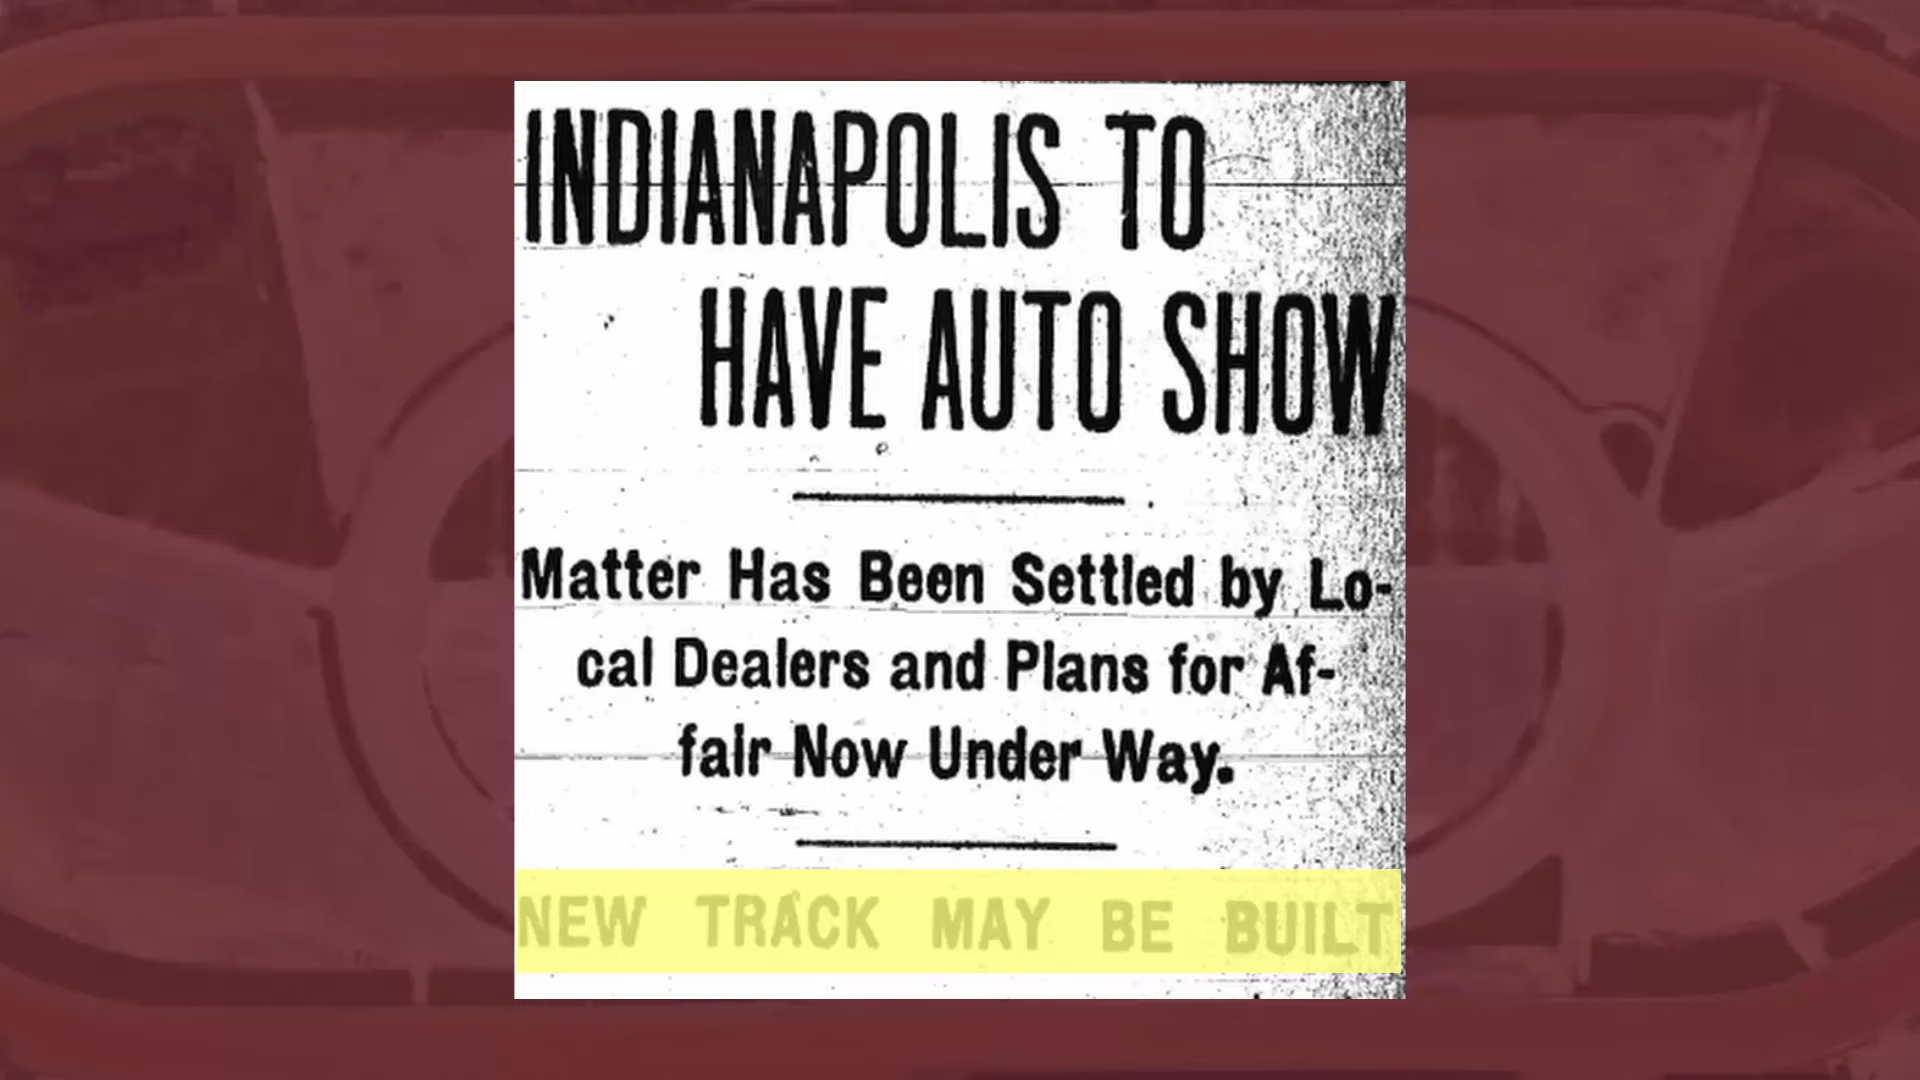 INDIANAPOLIS TO
HAVE AUTO SHOW
Matter Has Been Settled by Lo-
cal Dealers and Plans for Af-
fair Now Under Way.
NEW TRACK MAY BE BUILT